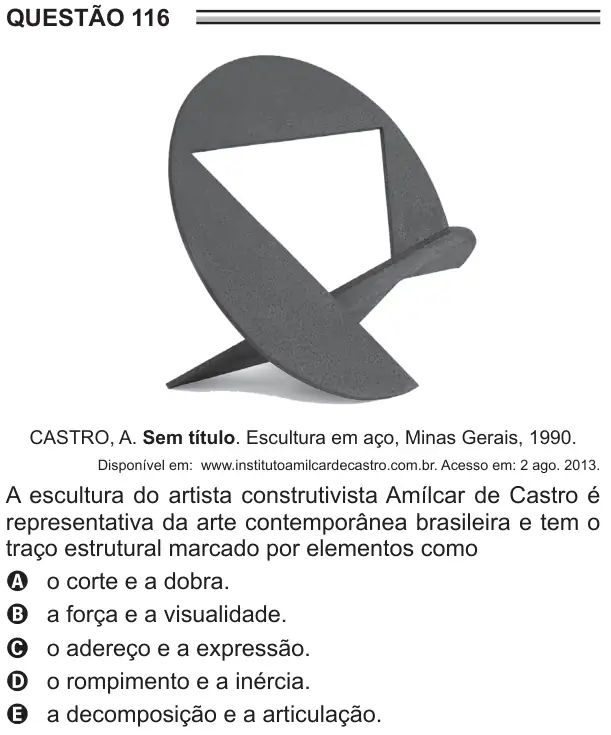 QUESTÃO 116
CASTRO, A. Sem título. Escultura em aço, Minas Gerais, 1990.
Disponível em: www.institutoamilcardecastro.com.br. Acesso em: 2 ago. 2013.
A escultura do artista construtivista Amílcar de Castro é
representativa da arte contemporânea brasileira e tem o
traço estrutural marcado por elementos como
A o corte e a dobra.
B a força e a visualidade.
C o adereço e a expressão.
D o rompimento e a inércia.
E a decomposição e a articulação.